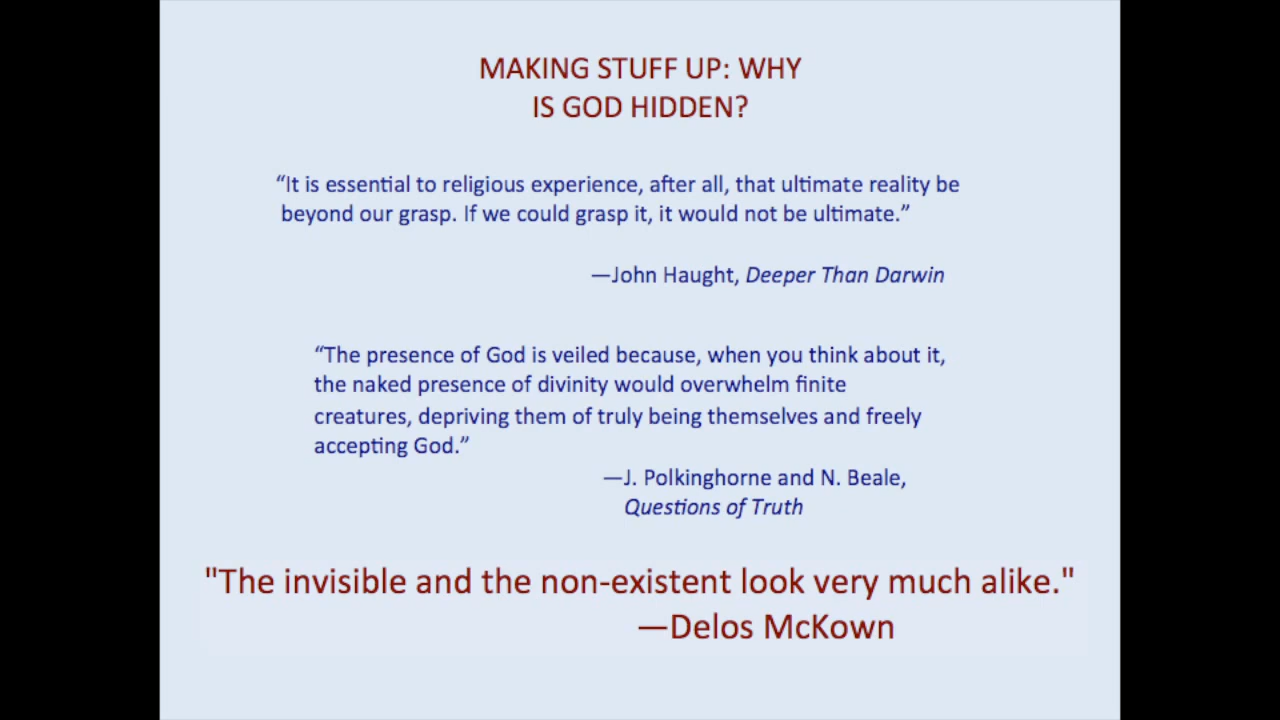 MAKING STUFF UP: WHY
IS GOD HIDDEN?
“It is essential to religious experience, after all, that ultimate reality be
beyond our grasp. If we could grasp it, it would not be ultimate.”
—John Haught, Deeper Than Darwin
“The presence of God is veiled because, when you think about it,
the naked presence of divinity would overwhelm finite
creatures, depriving them of truly being themselves and freely
accepting God.”
—J. Polkinghorne and N. Beale,
Questions of Truth
"The invisible and the non-existent look very much alike."
—Delos McKown